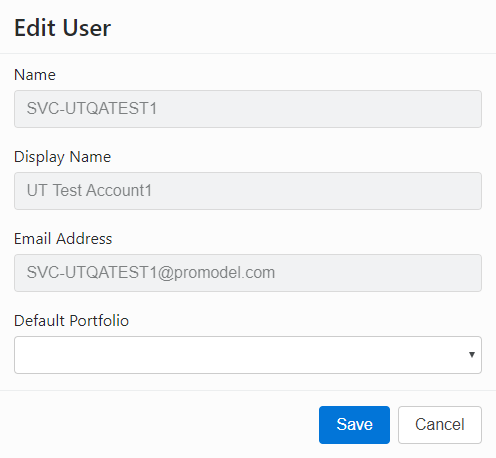 Edit User
Name
SVC-UTQATEST1
Display Name
UT Test Account1
Email Address
SVC-UTQATEST1@promodel.com
Default Portfolio
Save Cancel